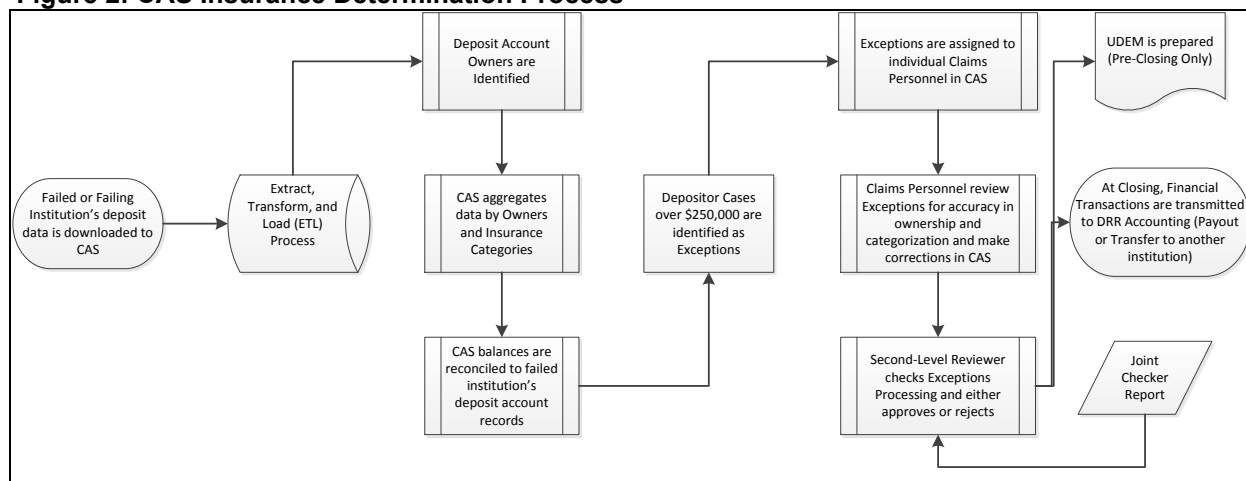 Figure 2: CAS Insurance Determination Process
Failed or Failing
Institution's deposit
data is downloaded to
CAS
Extract,
Transform, and
Load (ETL)
Process
Deposit Account
Owners are
Identified
CAS aggregates
data by Owners
and Insurance
Categories
CAS balances are
reconciled to failed
institution's
deposit account
records
Depositor Cases
over $250,000 are
identified as
Exceptions
Exceptions are assigned to
individual Claims Personnel in
CAS
Claims Personnel review
Exceptions for accuracy in
ownership and
categorization and make
corrections in CAS
Second-Level Reviewer
checks Exceptions
Processing and either
approves or rejects
UDEM is prepared
(Pre-Closing Only)
At Closing, Financial
Transactions are transmitted
to DRR Accounting (Payout
or Transfer to another
institution)
Joint
Checker
Report